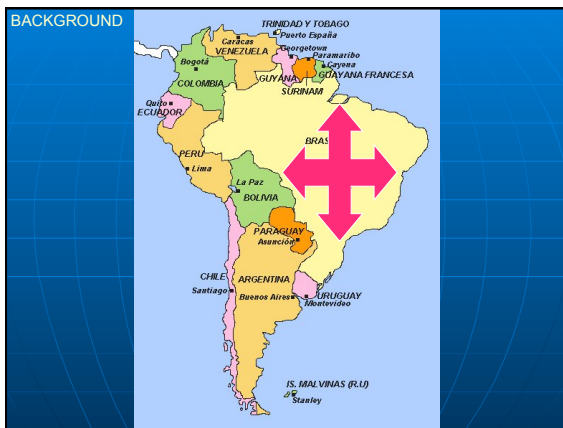 BACKGROUND
TRINIDAD Y TOBAGO
Puerto España
Caracas
VENEZUELA
Georgetown
Paramaribo
Cayena
Bogotá
GUYANA
GUAYANA FRANCESA
COLOMBIA
SURINAM
Quito
ECUADOR
BRAS
PERU
Lima
La Paz
BOLIVIA
PARAGUAY
Asunción
CHILE
ARGENTINA
Santiago
Buenos Aires
URUGUAY
Montevideo
IS. MALVINAS (R.U)
Stanley